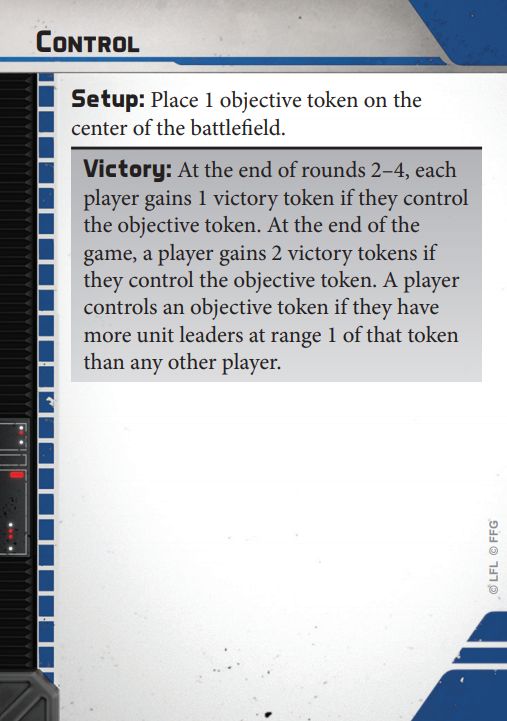 Control
Setup: Place 1 objective token on the
center of the battlefield.
Victory: At the end of rounds 2–4, each
player gains 1 victory token if they control
the objective token. At the end of the
game, a player gains 2 victory tokens if
they control the objective token. A player
controls an objective token if they have
more unit leaders at range 1 of that token
than any other player.
© LFL © FFG